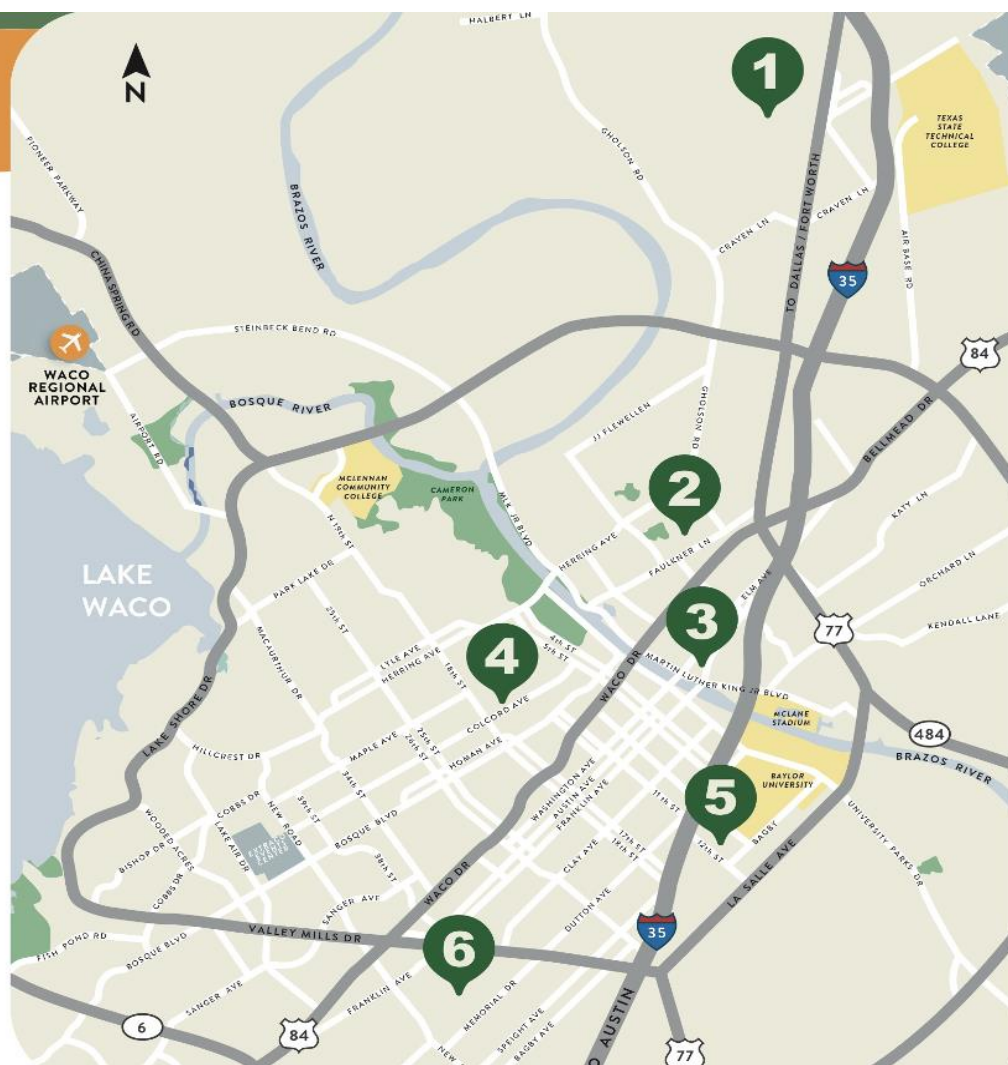 HALBERT LN
N
1
TEXAS
STATE
TECHNICAL
COLLEGE
PIONEER PARKWAY
GHOLSON RD
TO DALLAS / FORT WORTH
BRAZOS RIVER
CRAVEN LN
CRAVEN LN
AIR BASE RD
CHINA SPRING RD
35
STEINBECK BEND RD
84
WACO
REGIONAL
AIRPORT
BOSQUE RIVER
GHOLSON RD
BELLMEAD DR
AIRPORT RD
JJ FLEWELLEN
MCLENNAN
COMMUNITY
COLLEGE
CAMERON
PARK
2
KATY LN
N 19th ST
MLK JR BLVD
HERRING AVE
FAULKNER LN
ORCHARD LN
LAKE
WACO
PARK LAKE DR
ELM AVE
3
77
KENDALL LANE
29th ST
MACAURTHUR DR
4th ST
5th ST
4
LYLE AVE
HERRING AVE
18th ST
WACO DR
MARTIN LUTHER KING JR BLVD
LAKE SHORE DR
COLCORD AVE
MCLANE
STADIUM
484
HILLCREST DR
MAPLE AVE
25th ST
26th ST
HOMAN AVE
BRAZOS RIVER
34th ST
WASHINGTON AVE
AUSTIN AVE
FRANKLIN AVE
5
BAYLOR
UNIVERSITY
COBBS DR
NEW ROAD
39th ST
BOSQUE BLVD
11th ST
12th ST
BAGBY
UNIVERSITY PARKS DR
WOODED ACRES
LAKE AIR DR
BISHOP DR
38th ST
CLAY AVE
17th ST
18th ST
COBBS DR
WACO DR
LA SALLE AVE
SANGER AVE
DUTTON AVE
VALLEY MILLS DR
35
FISH POND RD
BOSQUE BLVD
6
SANGER AVE
FRANKLIN AVE
MEMORIAL DR
6
84
SPEIGHT AVE
BAGBY AVE
NEW
O AUSTIN
77